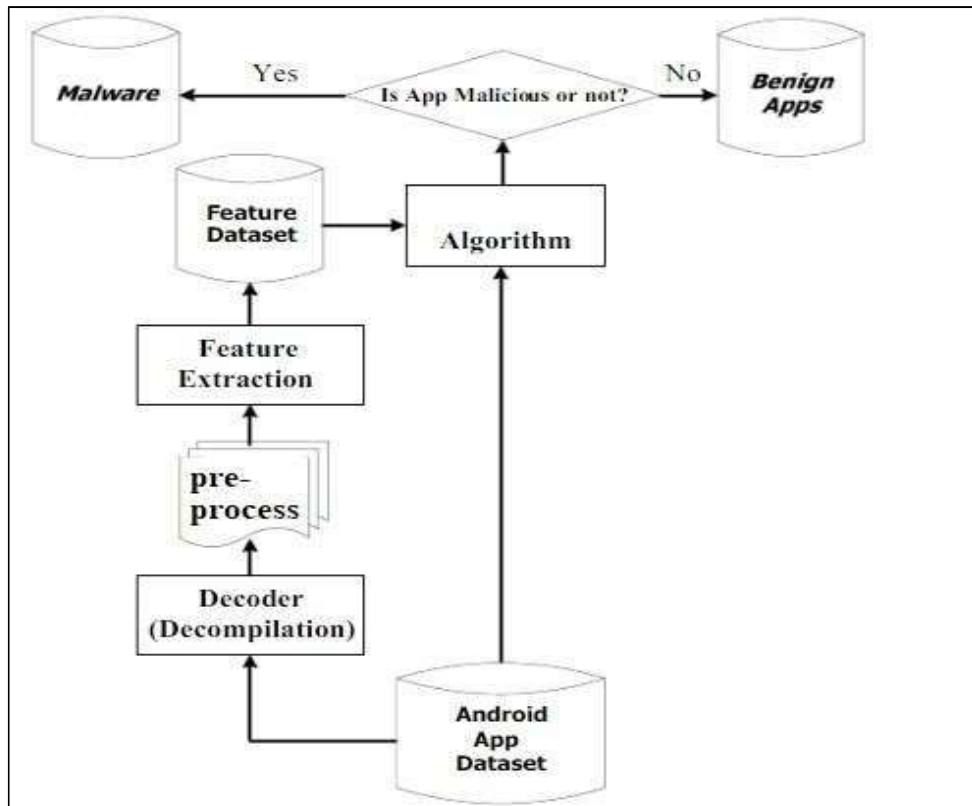 Malware
Yes
Is App Malicious or not?
No
Benign
Apps
Feature
Dataset
Algorithm
Feature
Extraction
pre-
process
Decoder
(Decompilation)
Android
App
Dataset